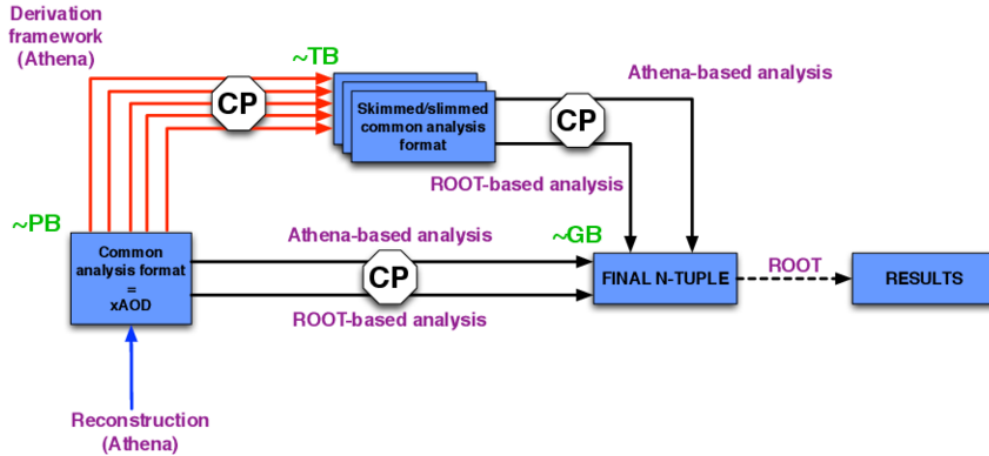 Derivation
framework
(Athena)
~TB
CP
Skimmed/slimmed
common analysis
format
CP
Athena-based analysis
ROOT-based analysis
~PB
Common
analysis format
=
xAOD
Athena-based analysis
CP
ROOT-based analysis
~GB
FINAL N-TUPLE
ROOT
RESULTS
Reconstruction
(Athena)